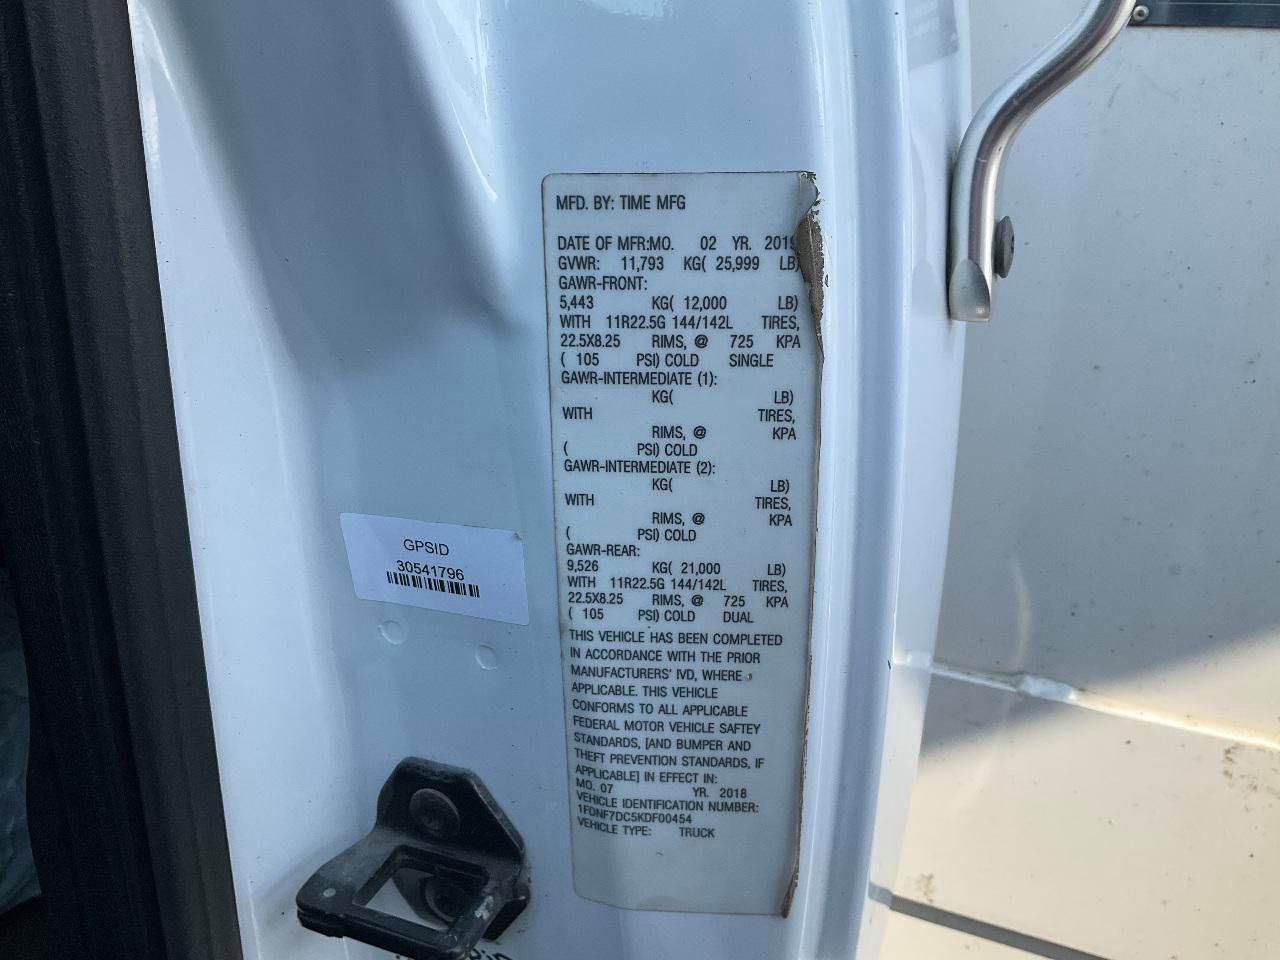 MFD. BY: TIME MFG
DATE OF MFR:MO. 02 YR. 2019
GVWR: 11,793 KG( 25,999 LB)
GAWR-FRONT:
5,443 KG( 12,000 LB)
WITH 11R22.5G 144/142L TIRES,
22.5X8.25 RIMS, @ 725 KPA
( 105 PSI) COLD SINGLE
GAWR-INTERMEDIATE (1):
KG( LB)
WITH TIRES,
RIMS, @ KPA
( PSI) COLD
GAWR-INTERMEDIATE (2):
KG( LB)
WITH TIRES,
RIMS, @ KPA
( PSI) COLD
GAWR-REAR:
9,526 KG( 21,000 LB)
WITH 11R22.5G 144/142L TIRES,
22.5X8.25 RIMS, @ 725 KPA
( 105 PSI) COLD DUAL
THIS VEHICLE HAS BEEN COMPLETED
IN ACCORDANCE WITH THE PRIOR
MANUFACTURERS' IVD, WHERE
APPLICABLE. THIS VEHICLE
CONFORMS TO ALL APPLICABLE
FEDERAL MOTOR VEHICLE SAFTEY
STANDARDS, [AND BUMPER AND
THEFT PREVENTION STANDARDS, IF
APPLICABLE] IN EFFECT IN:
MO. 07 YR. 2018
VEHICLE IDENTIFICATION NUMBER:
1FDNF7DC5KDF00454
VEHICLE TYPE: TRUCK
GPSID
30541796